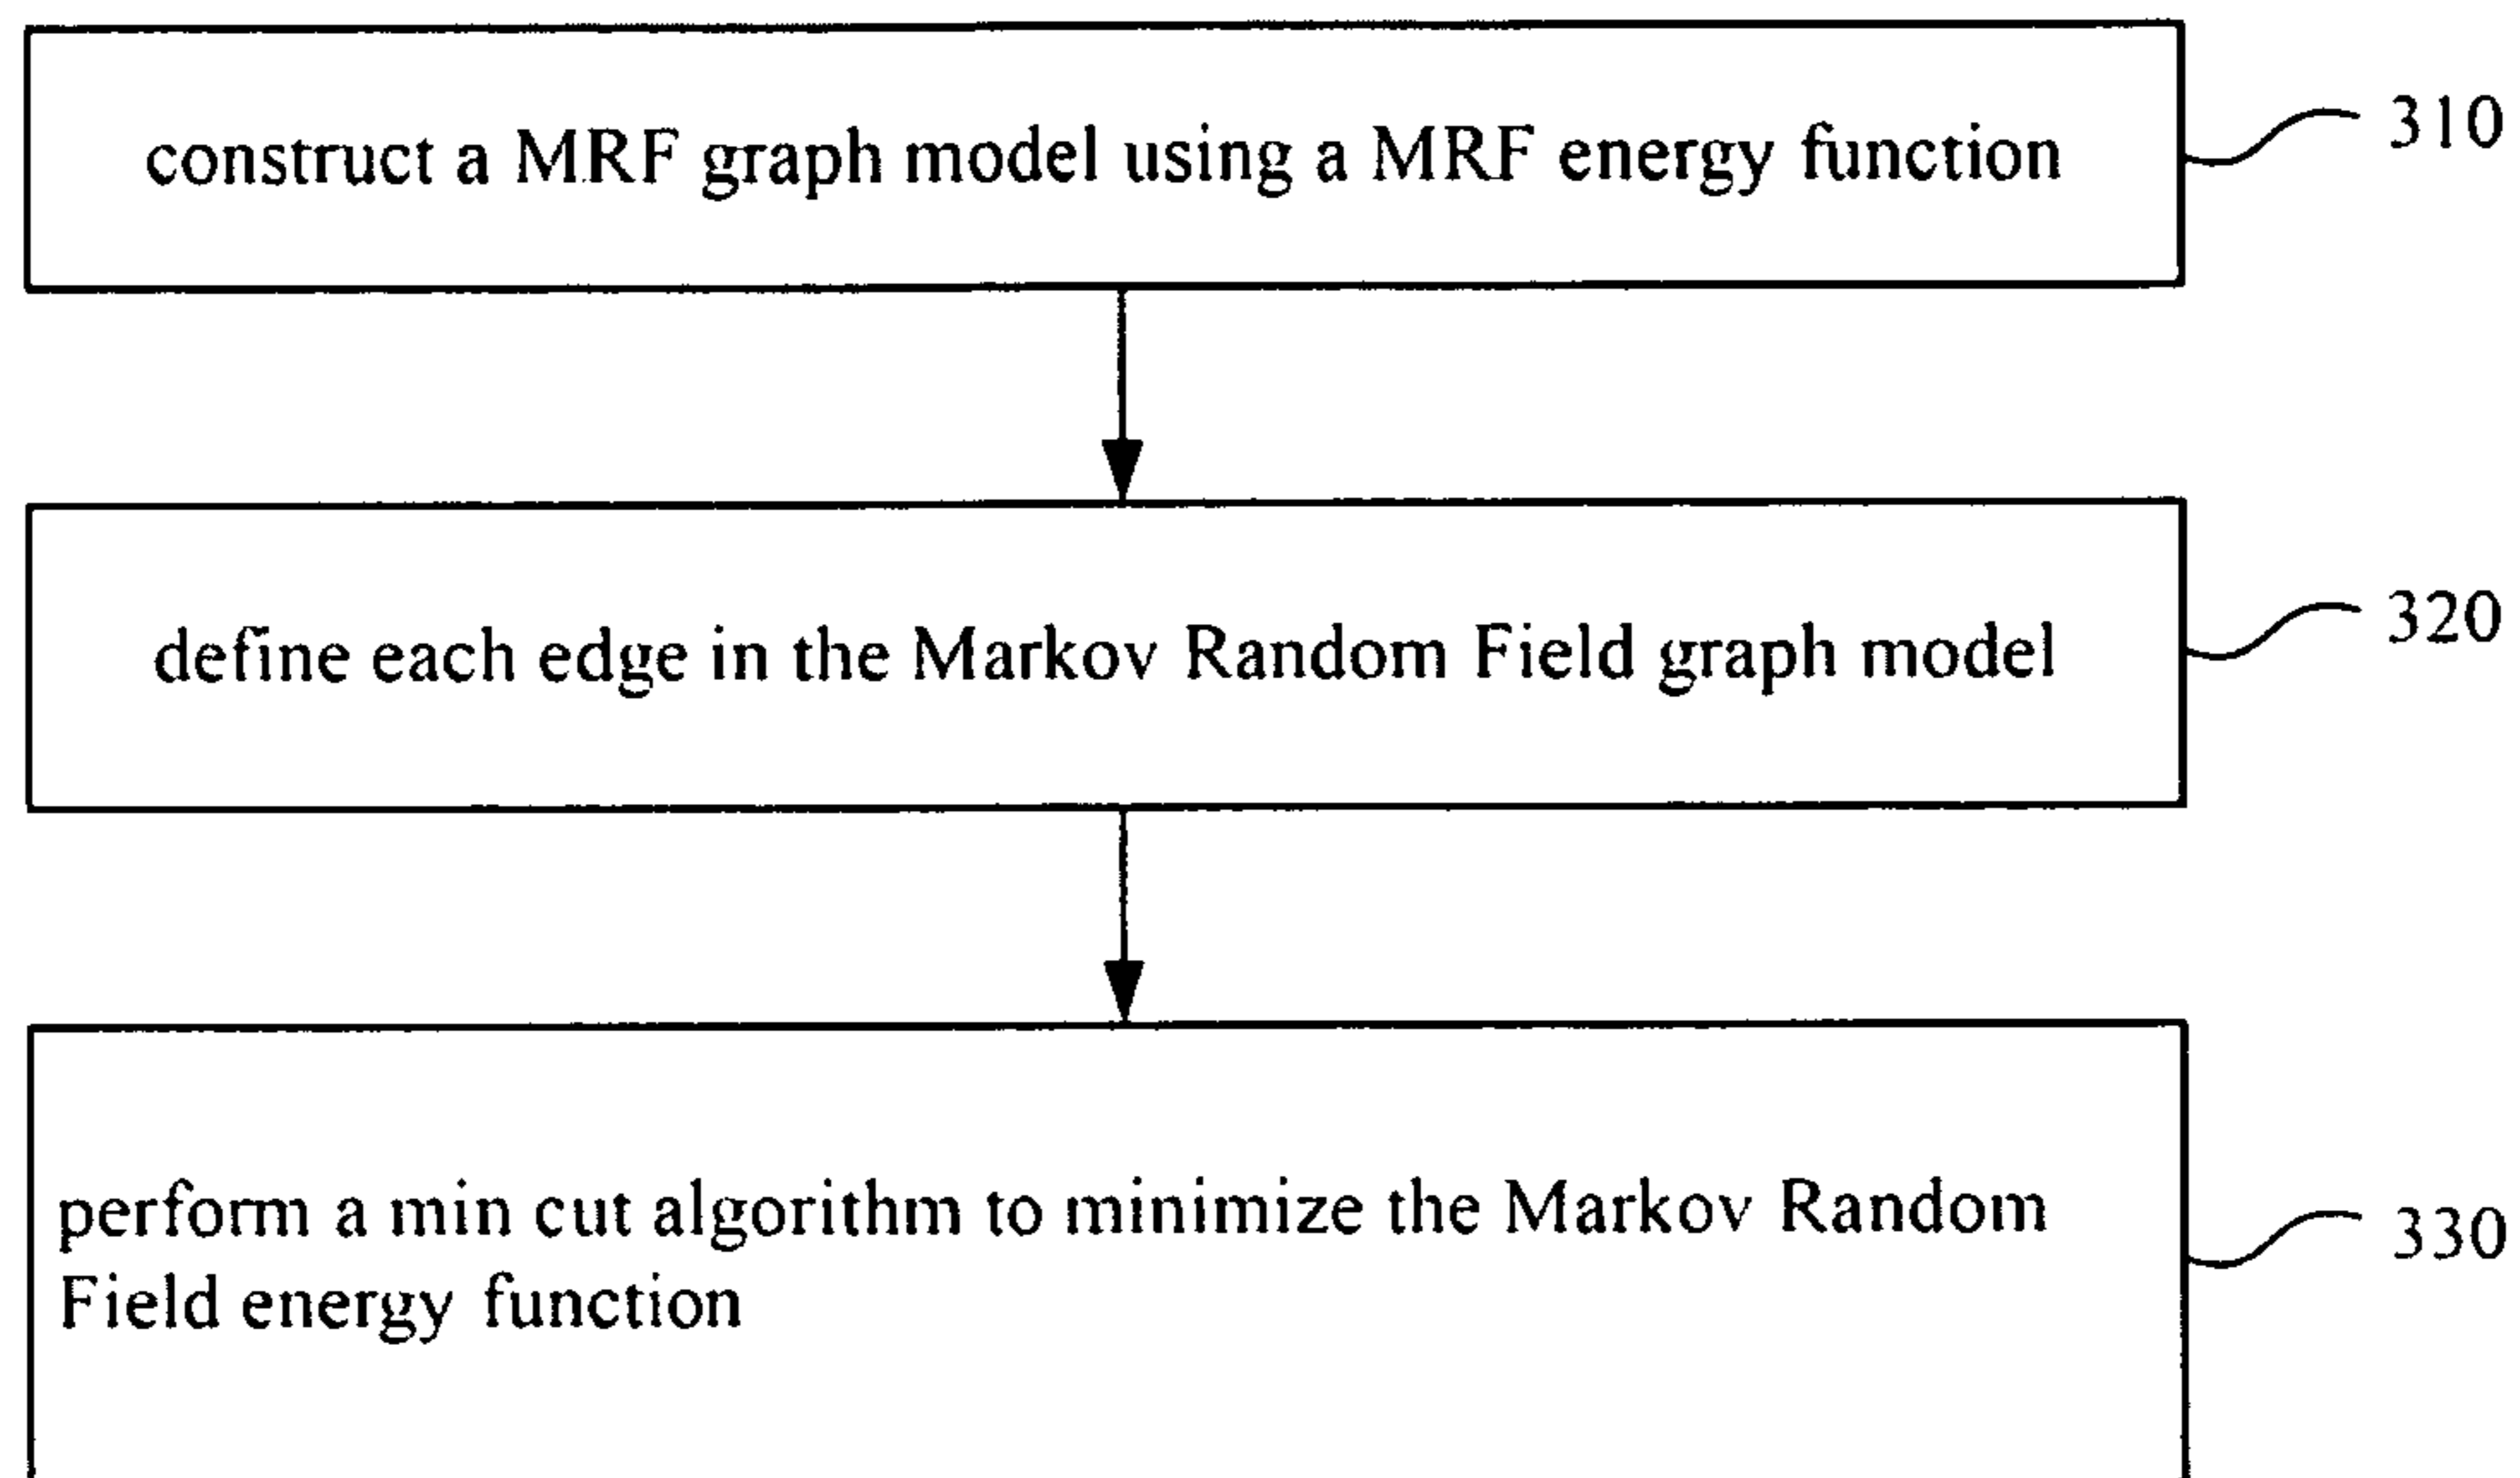 construct a MRF graph model using a MRF energy function
310
define each edge in the Markov Random Field graph model
320
perform a min cut algorithm to minimize the Markov Random
Field energy function
330